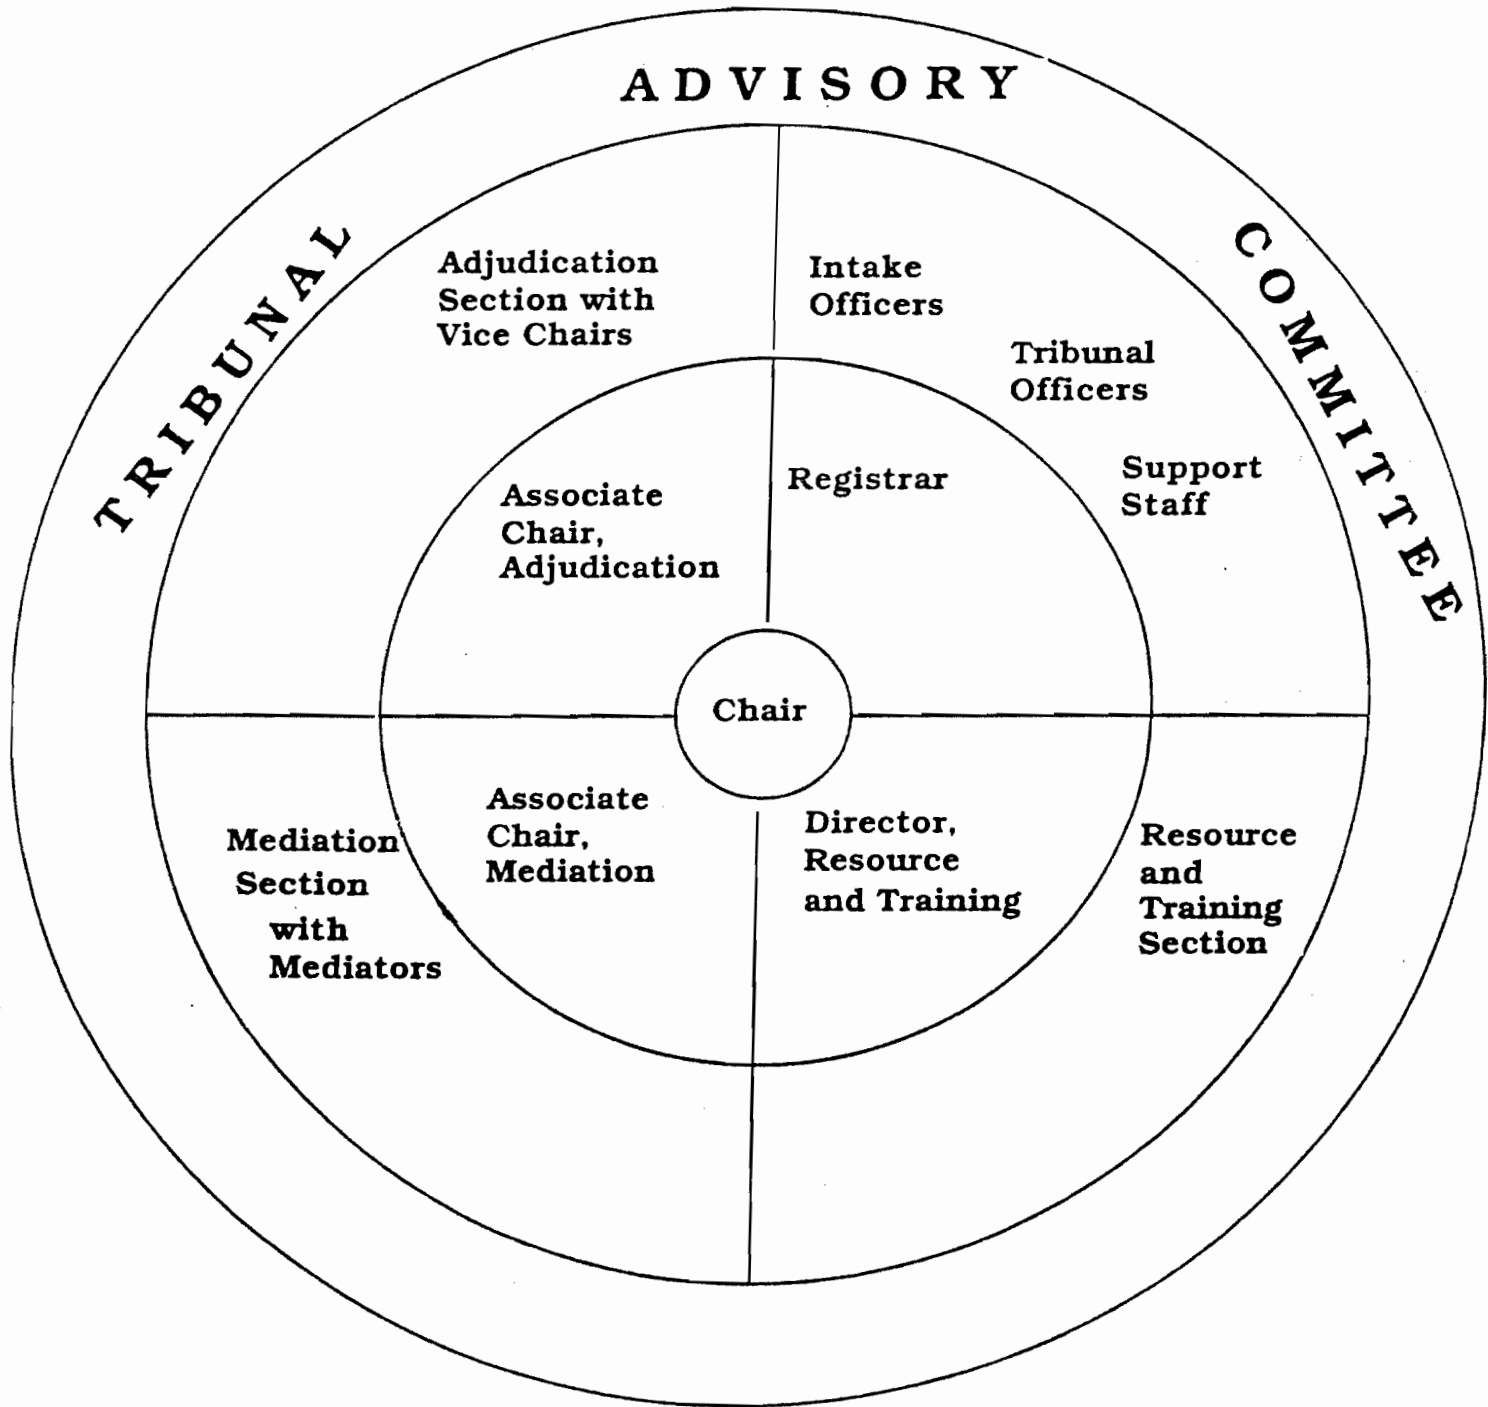 TRIBUNAL
ADVISORY
COMMITTEE
Adjudication
Section with
Vice Chairs
Intake
Officers
Tribunal
Officers
Support
Staff
Associate
Chair,
Adjudication
Registrar
Chair
Mediation
Section
with
Mediators
Associate
Chair,
Mediation
Director,
Resource
and Training
Resource
and
Training
Section